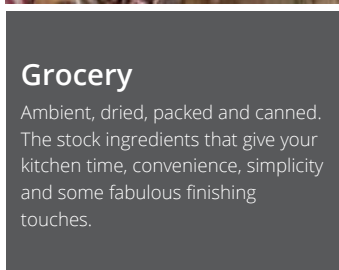 Grocery
Ambient, dried, packed and canned.
The stock ingredients that give your
kitchen time, convenience, simplicity
and some fabulous finishing
touches.